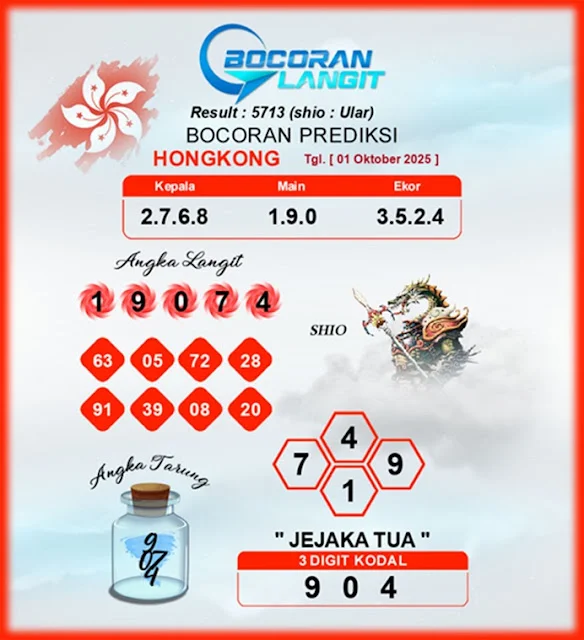 BOCORAN
LANGIT
Result : 5713 (shio : Ular)
BOCORAN PREDIKSI
HONGKONG Tgl. [ 01 Oktober 2025 ]
Kepala Main Ekor
2.7.6.8 1.9.0 3.5.2.4
Angka Langit
1 9 0 7 4
SHIO
63 05 72 28
91 39 08 20
4
7 9
1
Angka Tarung
9
07
4
" JEJAKA TUA "
3 DIGIT KODAL
9 0 4